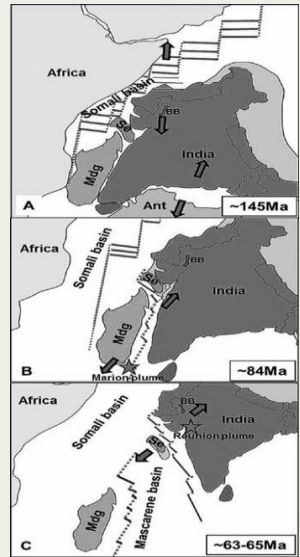 Africa
Somali basin
Se
BB
India
Mdg
Ant
A
~145Ma
Africa
Somali basin
Se
BB
India
Mdg
Marion plume
B
~84Ma
Africa
Somali basin
BB
India
Reunion plume
Se
Mdg
Mascarene basin
C
~63-65Ma